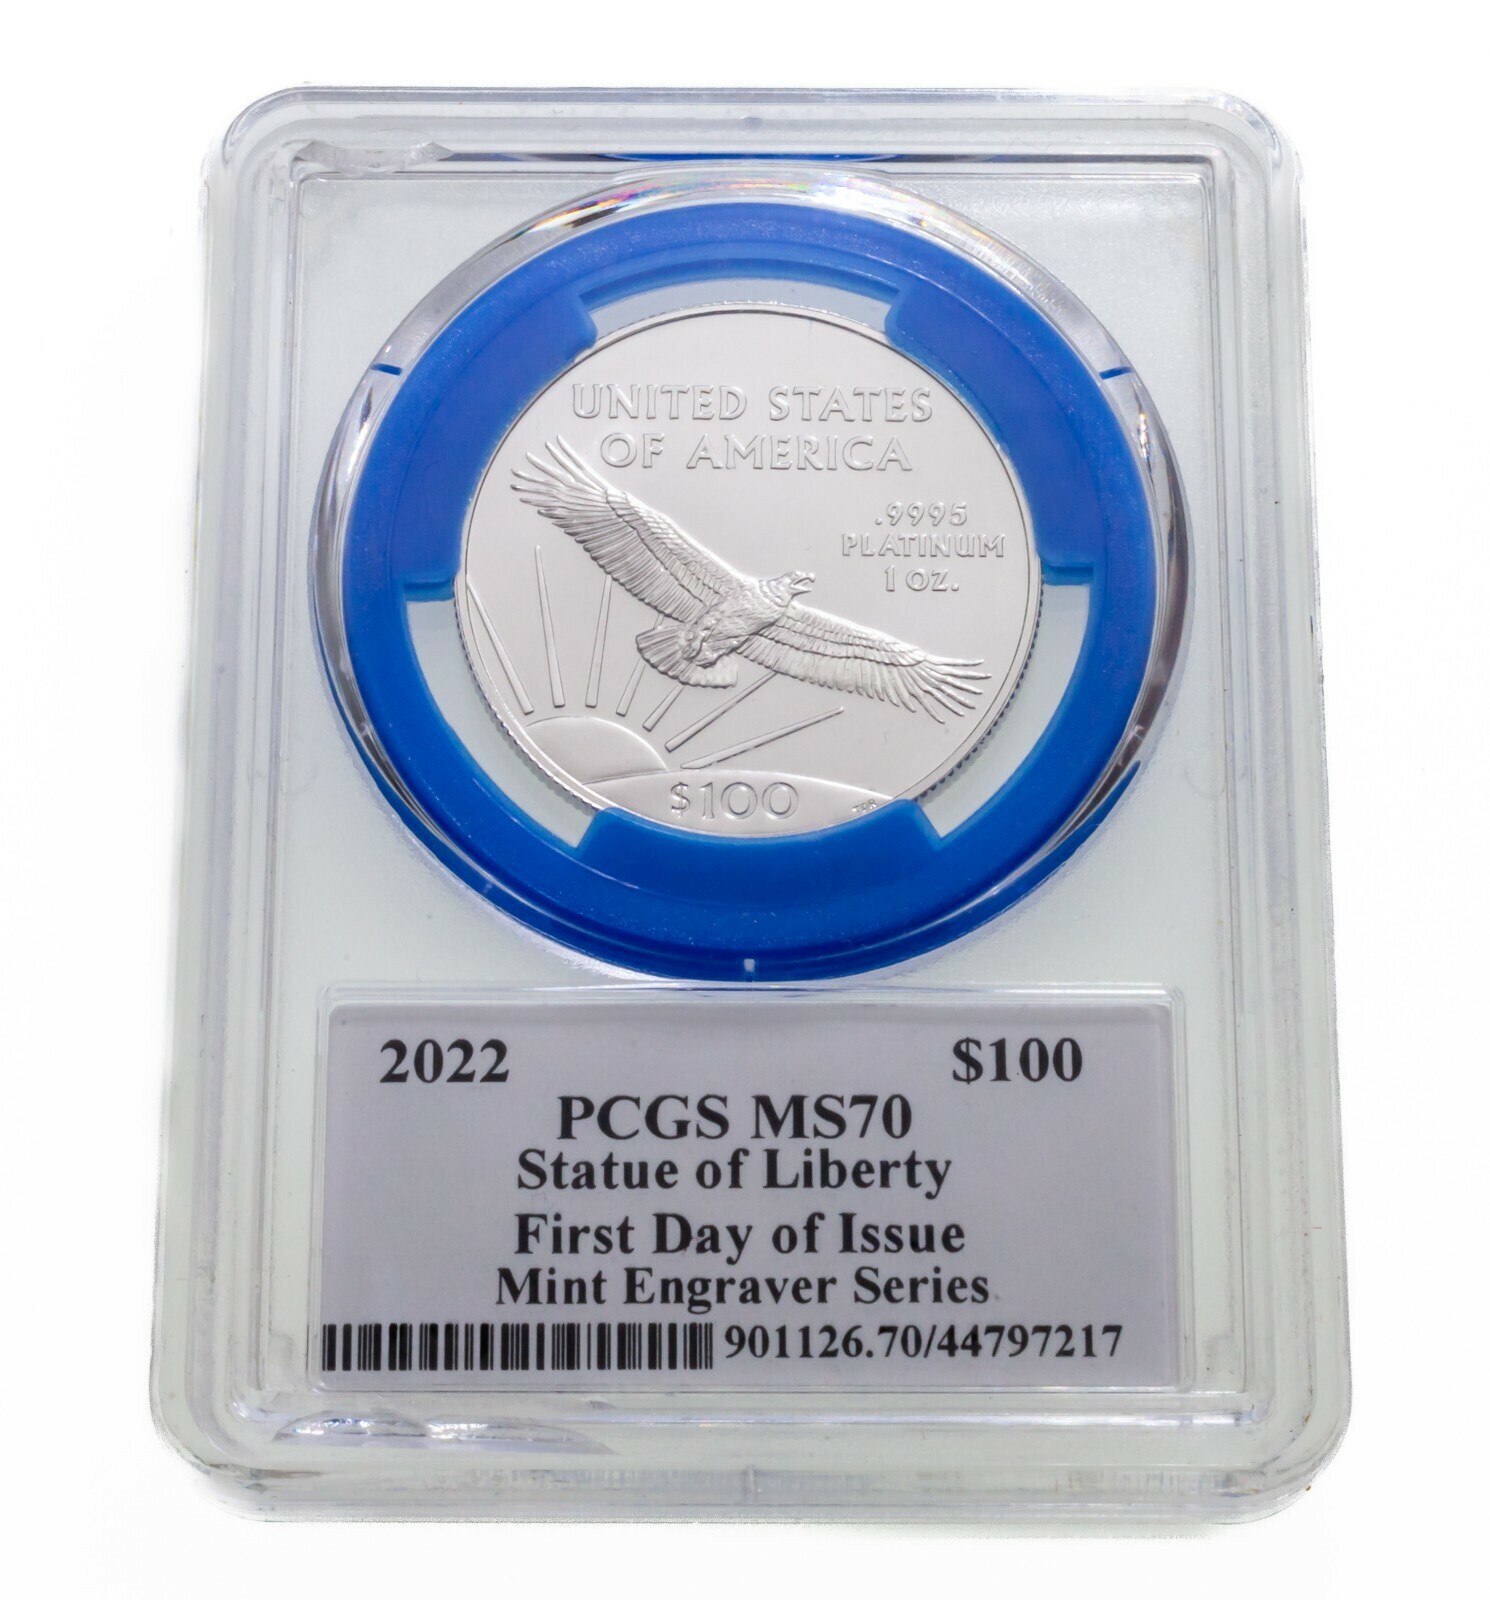 UNITED STATES
OF AMERICA
.9995
PLATINUM
1 OZ.
$100
2022 $100
PCGS MS70
Statue of Liberty
First Day of Issue
Mint Engraver Series
901126.70/44797217